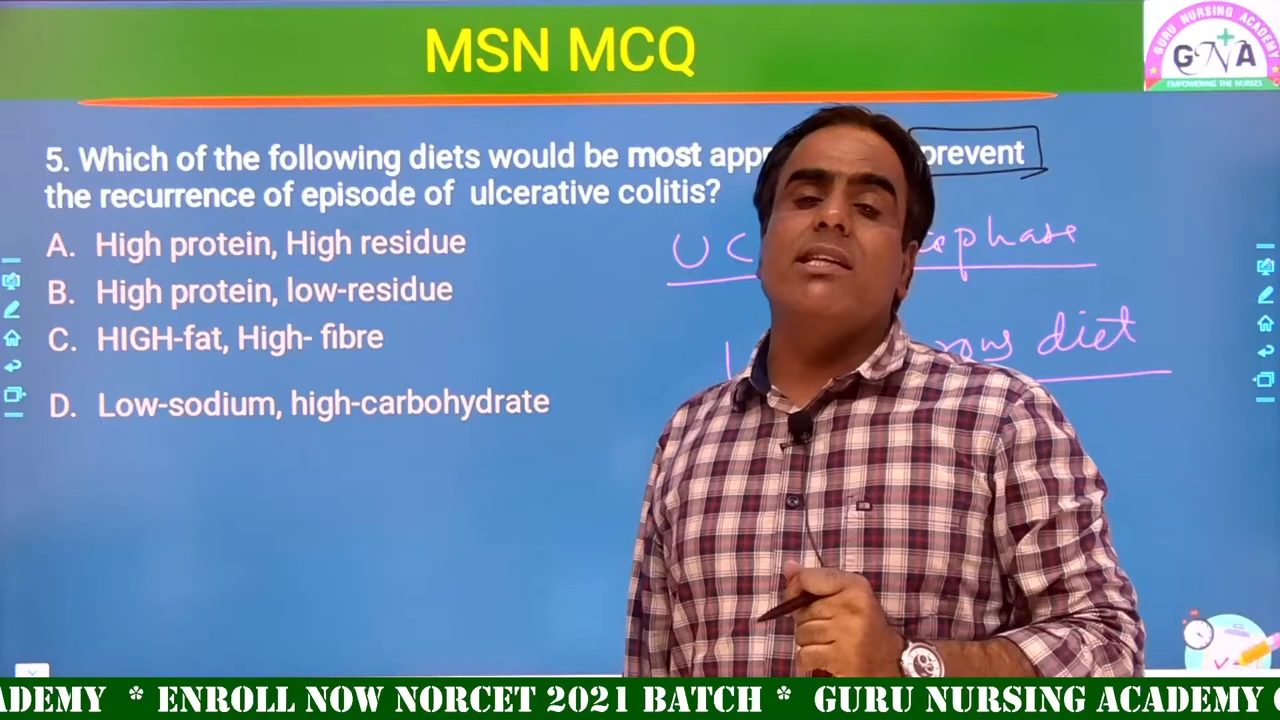 MSN MCQ
GURU NURSING ACADEMY
GNA
EMPOWERING THE NURSES
5. Which of the following diets would be most prevent
the recurrence of episode of ulcerative colitis?
A. High protein, High residue
B. High protein, low-residue
C. HIGH-fat, High- fibre
D. Low-sodium, high-carbohydrate
UC phase
diet
ADEMY * ENROLL NOW NORCET 2021 BATCH * GURU NURSING ACADEMY